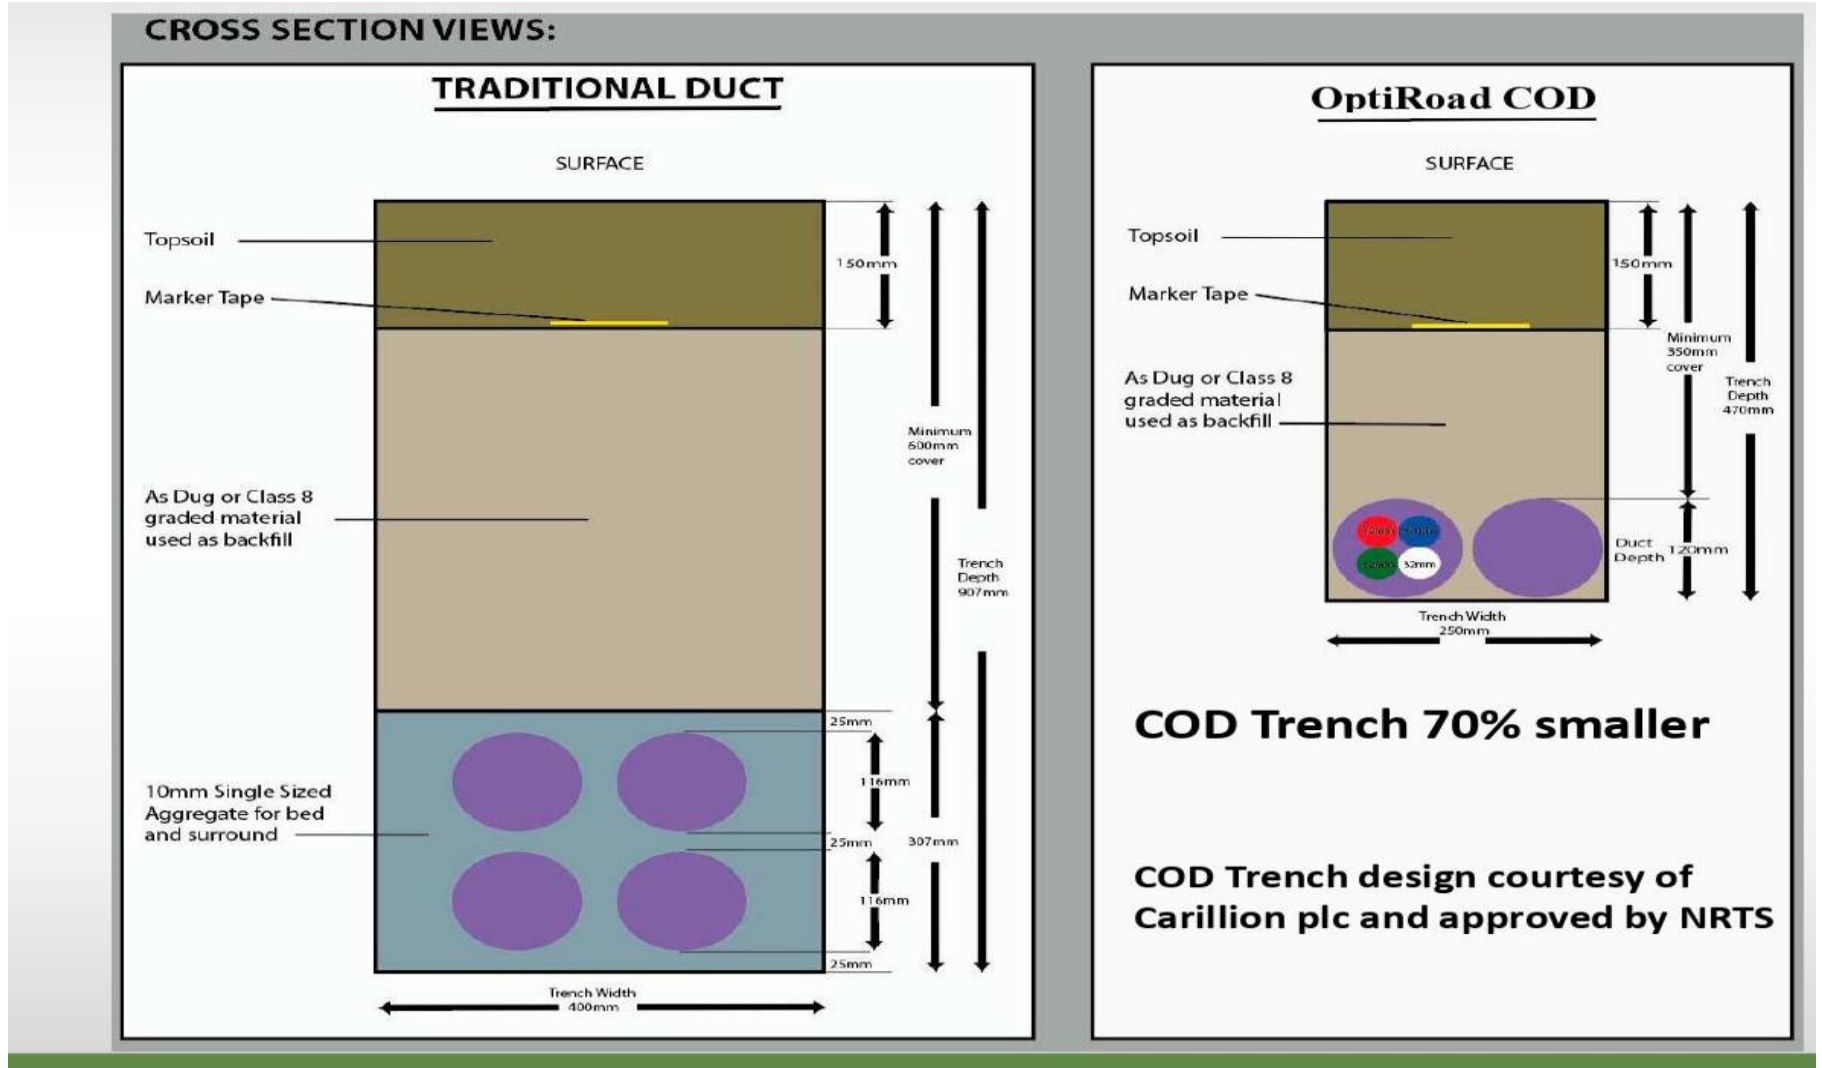 CROSS SECTION VIEWS:
TRADITIONAL DUCT
SURFACE
Topsoil
Marker Tape
150mm
Minimum
600mm
cover
As Dug or Class 8
graded material
used as backfill
Trench
Depth
907mm
25mm
116mm
10mm Single Sized
Aggregate for bed
and surround
25mm
307mm
116mm
25mm
Trench Width
400mm
OptiRoad COD
SURFACE
Topsoil
150mm
Marker Tape
Minimum
350mm
cover
As Dug or Class 8
graded material
used as backfill
Trench
Depth
470mm
32mm
Duct
Depth
120mm
Trench Width
250mm
COD Trench 70% smaller
COD Trench design courtesy of
Carillion plc and approved by NRTS